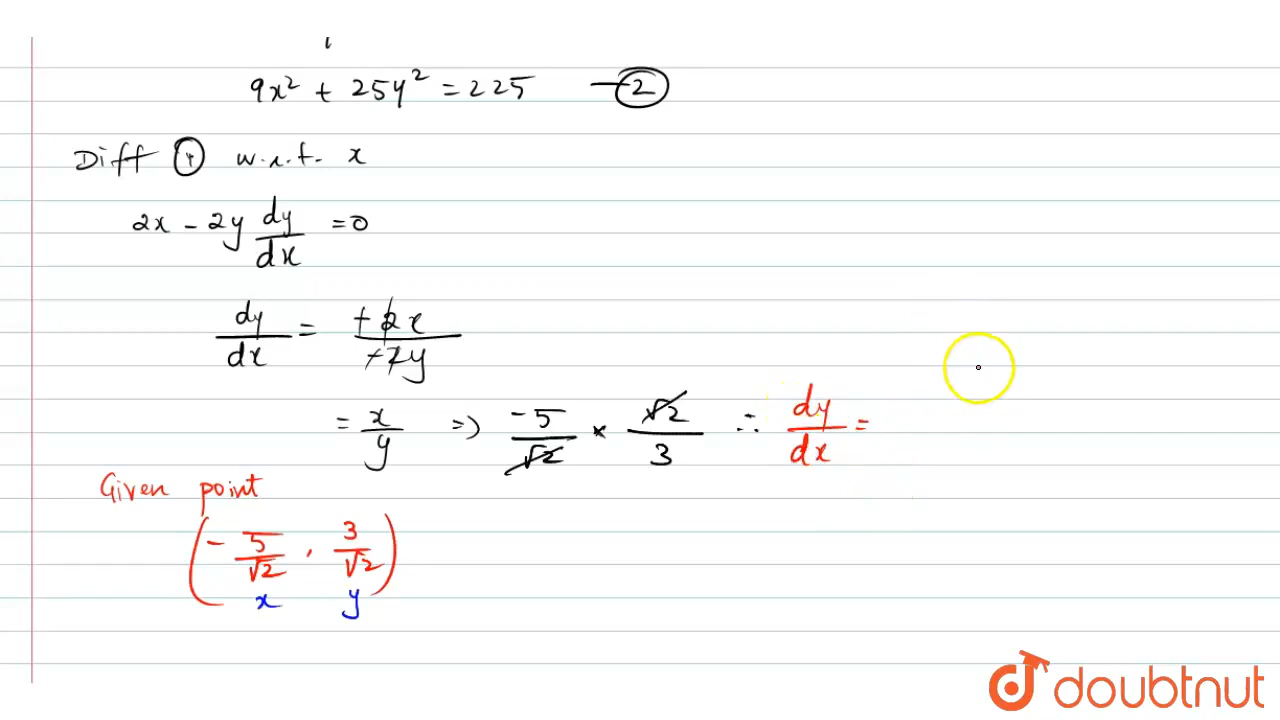 9x² + 25y² = 225 —②
Diff ① w.r.t. x
2x - 2y dy/dx = 0
dy/dx = +2x/+2y
= x/y => -5/√2 × √2/3 ∴ dy/dx =
Given point
(-5/√2, 3/√2)
x y
doubtnut